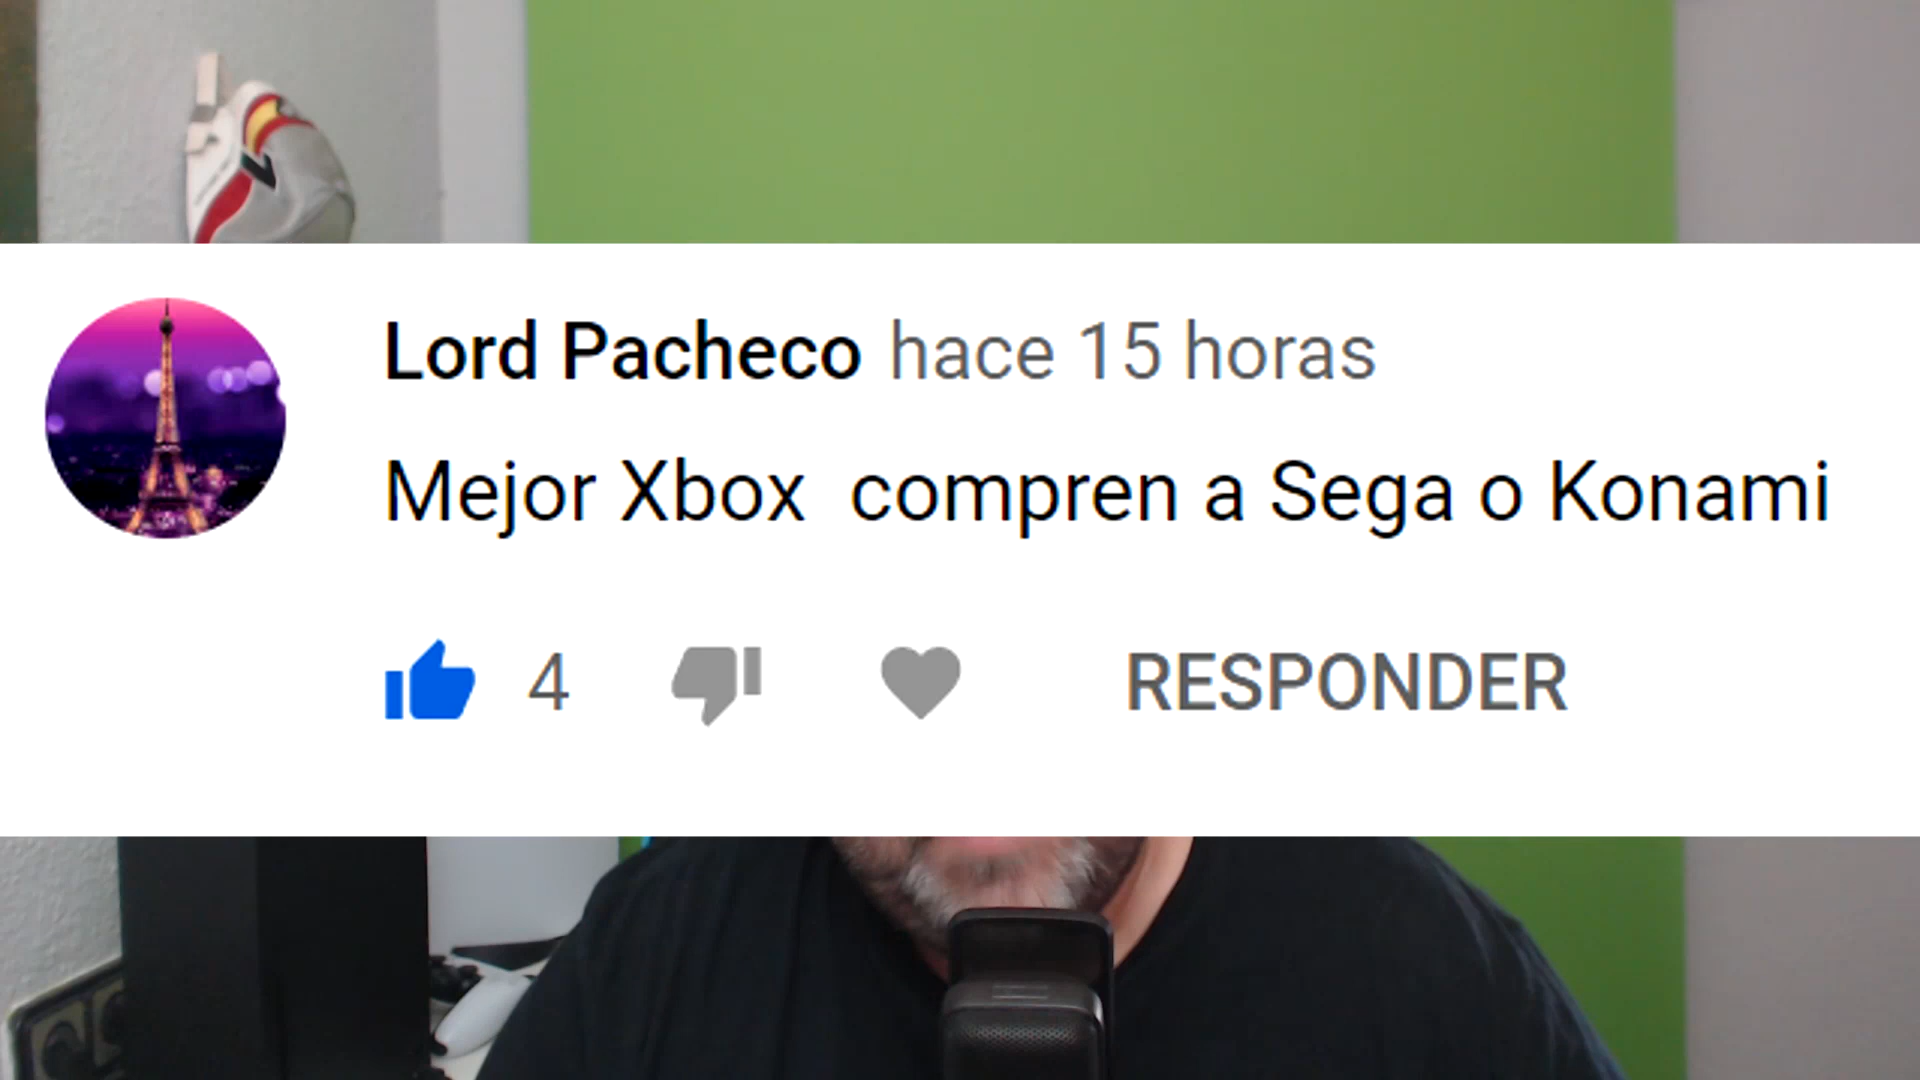 Lord Pacheco hace 15 horas
Mejor Xbox  compren a Sega o Konami
4
RESPONDER